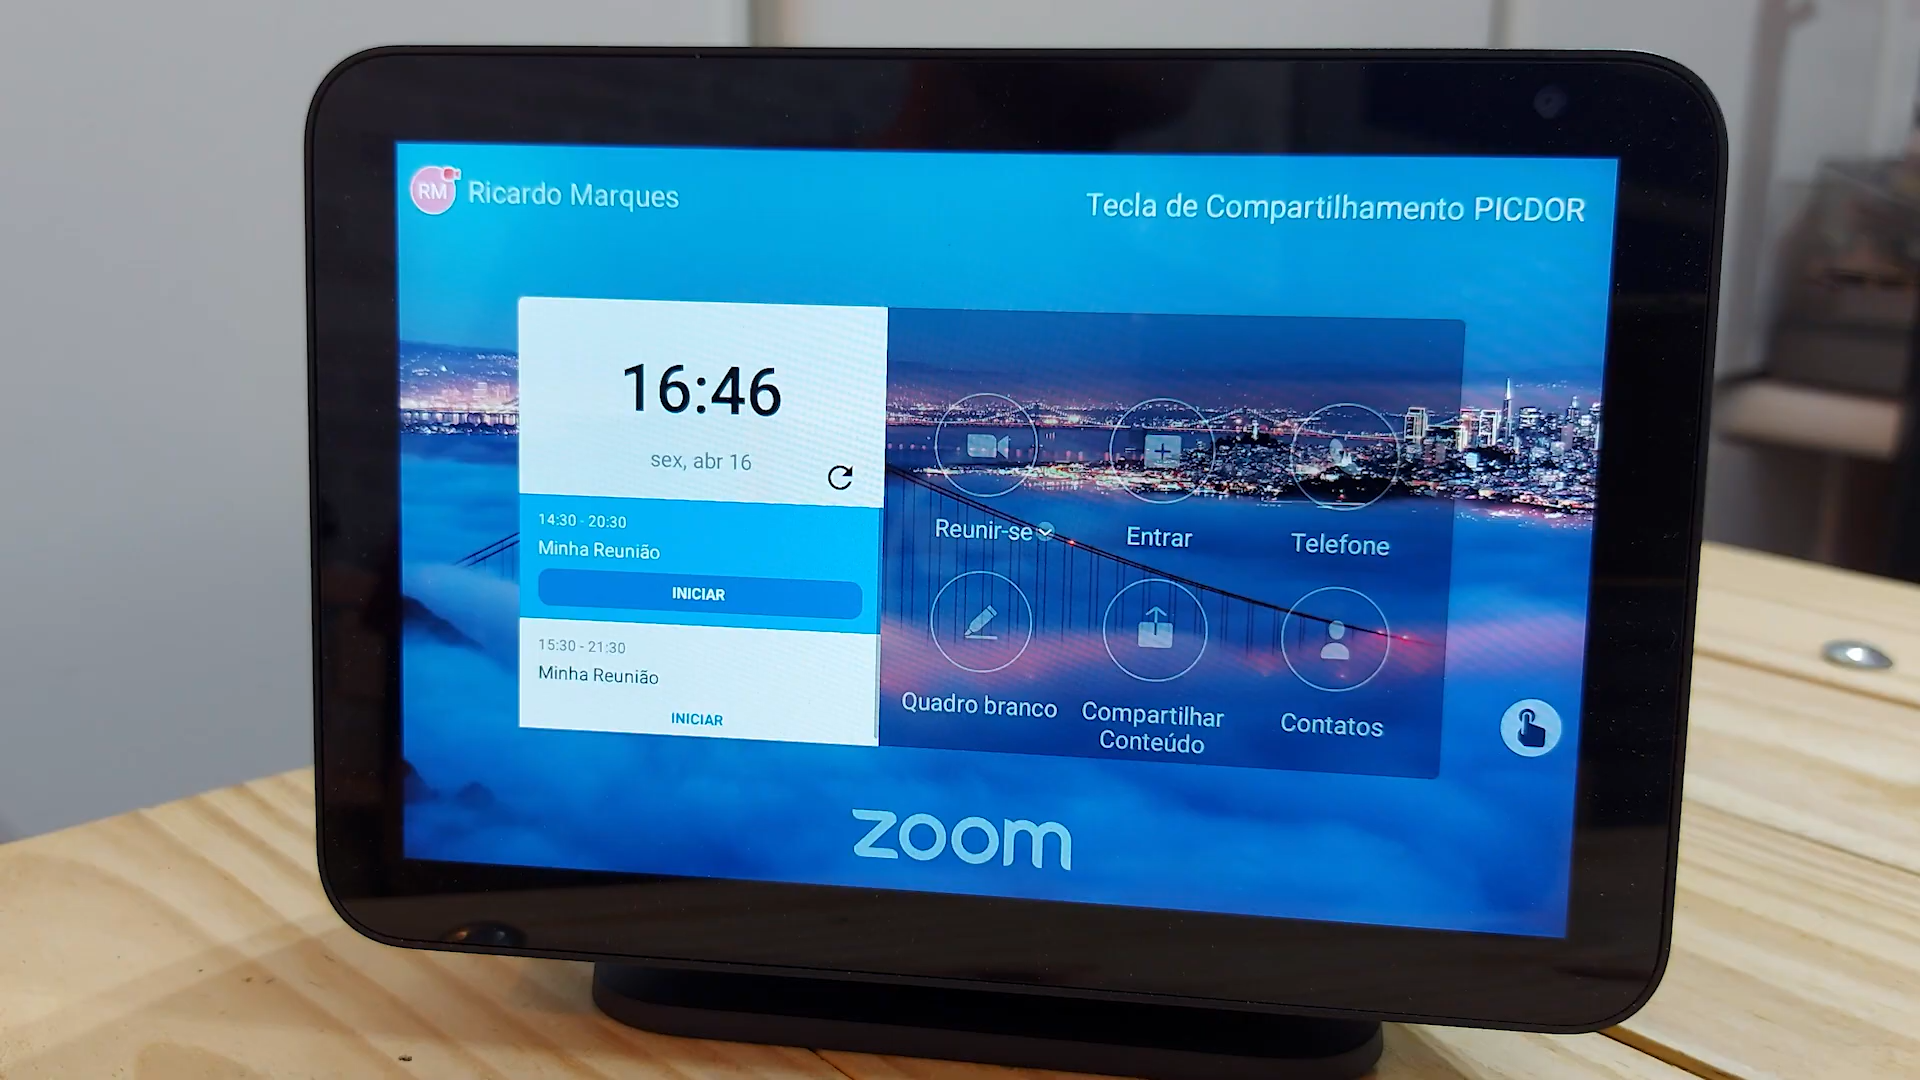 RM Ricardo Marques
Tecla de Compartilhamento PICDOR
16:46
sex, abr 16
14:30 - 20:30
Minha Reunião
INICIAR
15:30 - 21:30
Minha Reunião
INICIAR
Reunir-se
Entrar
Telefone
Quadro branco
Compartilhar
Conteúdo
Contatos
zoom